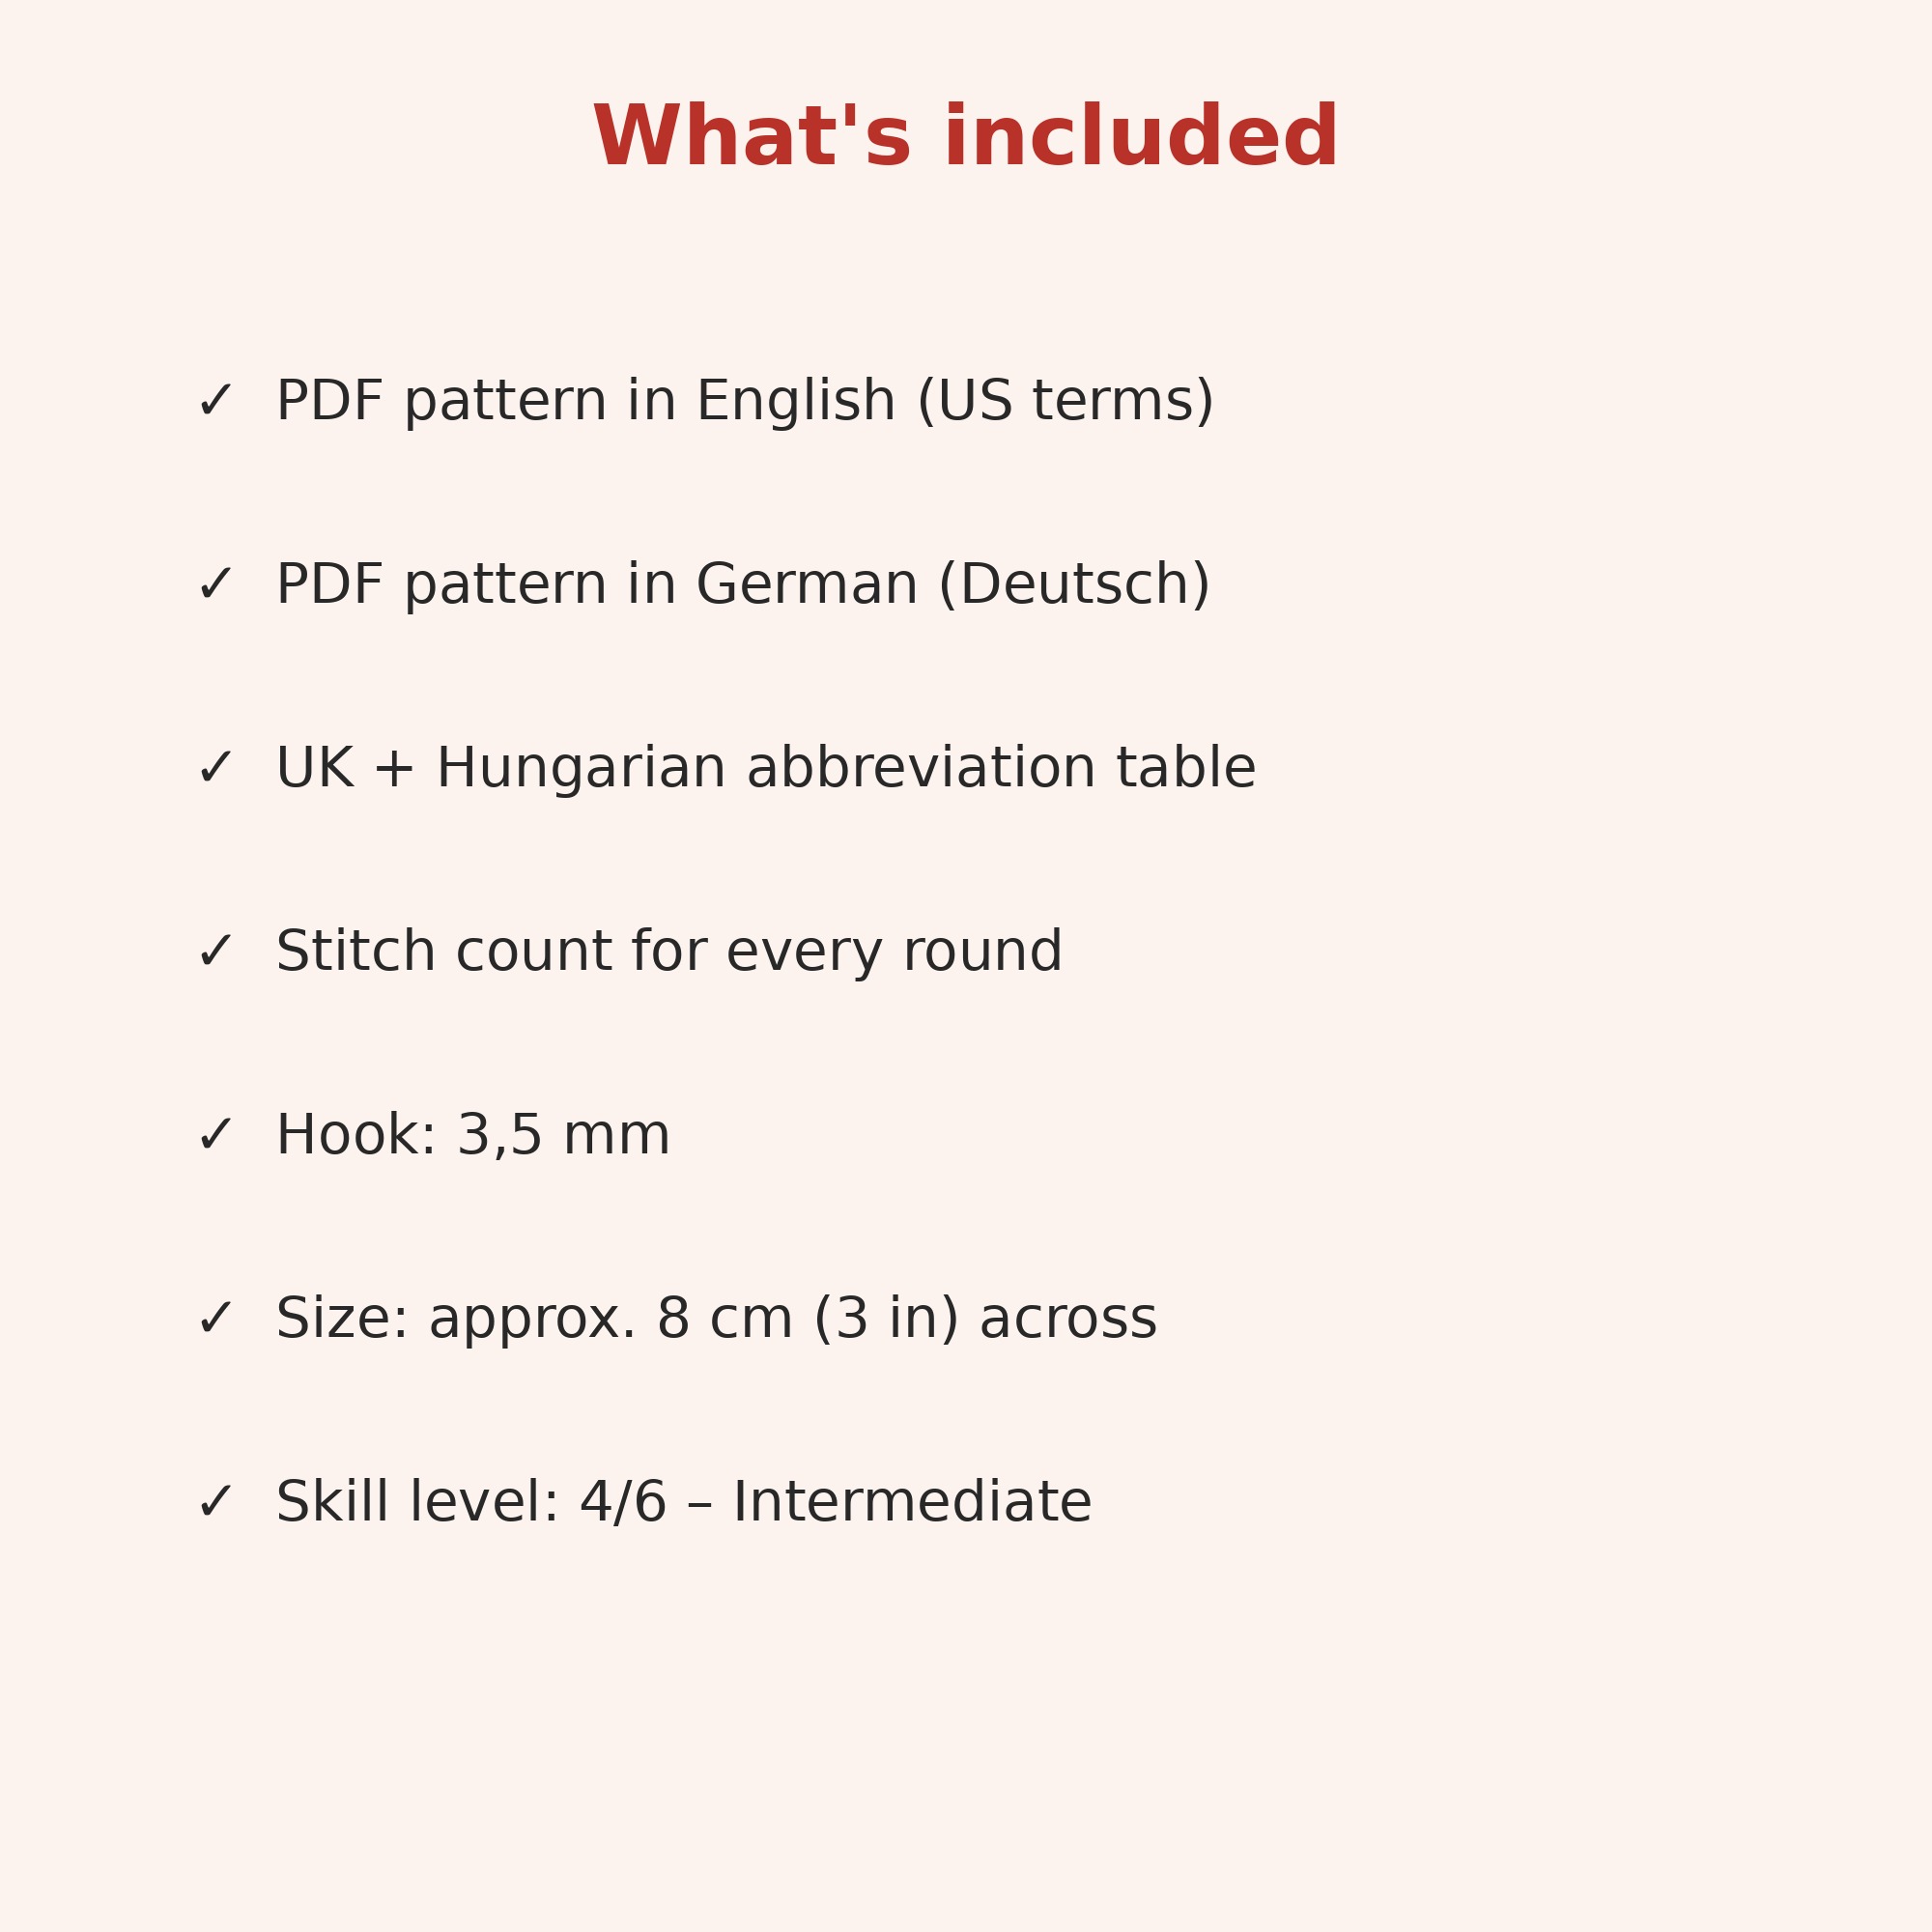 What's included
✓ PDF pattern in English (US terms)
✓ PDF pattern in German (Deutsch)
✓ UK + Hungarian abbreviation table
✓ Stitch count for every round
✓ Hook: 3,5 mm
✓ Size: approx. 8 cm (3 in) across
✓ Skill level: 4/6 – Intermediate